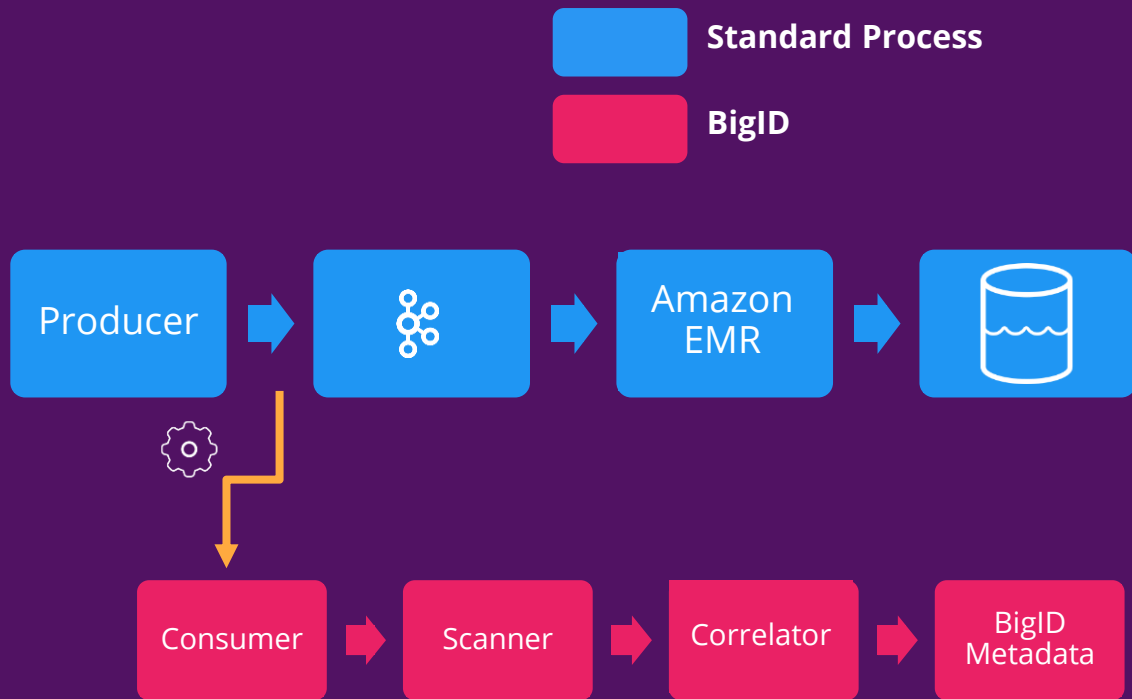 Standard Process
BigID
Producer
Amazon
EMR
Consumer
Scanner
Correlator
BigID
Metadata